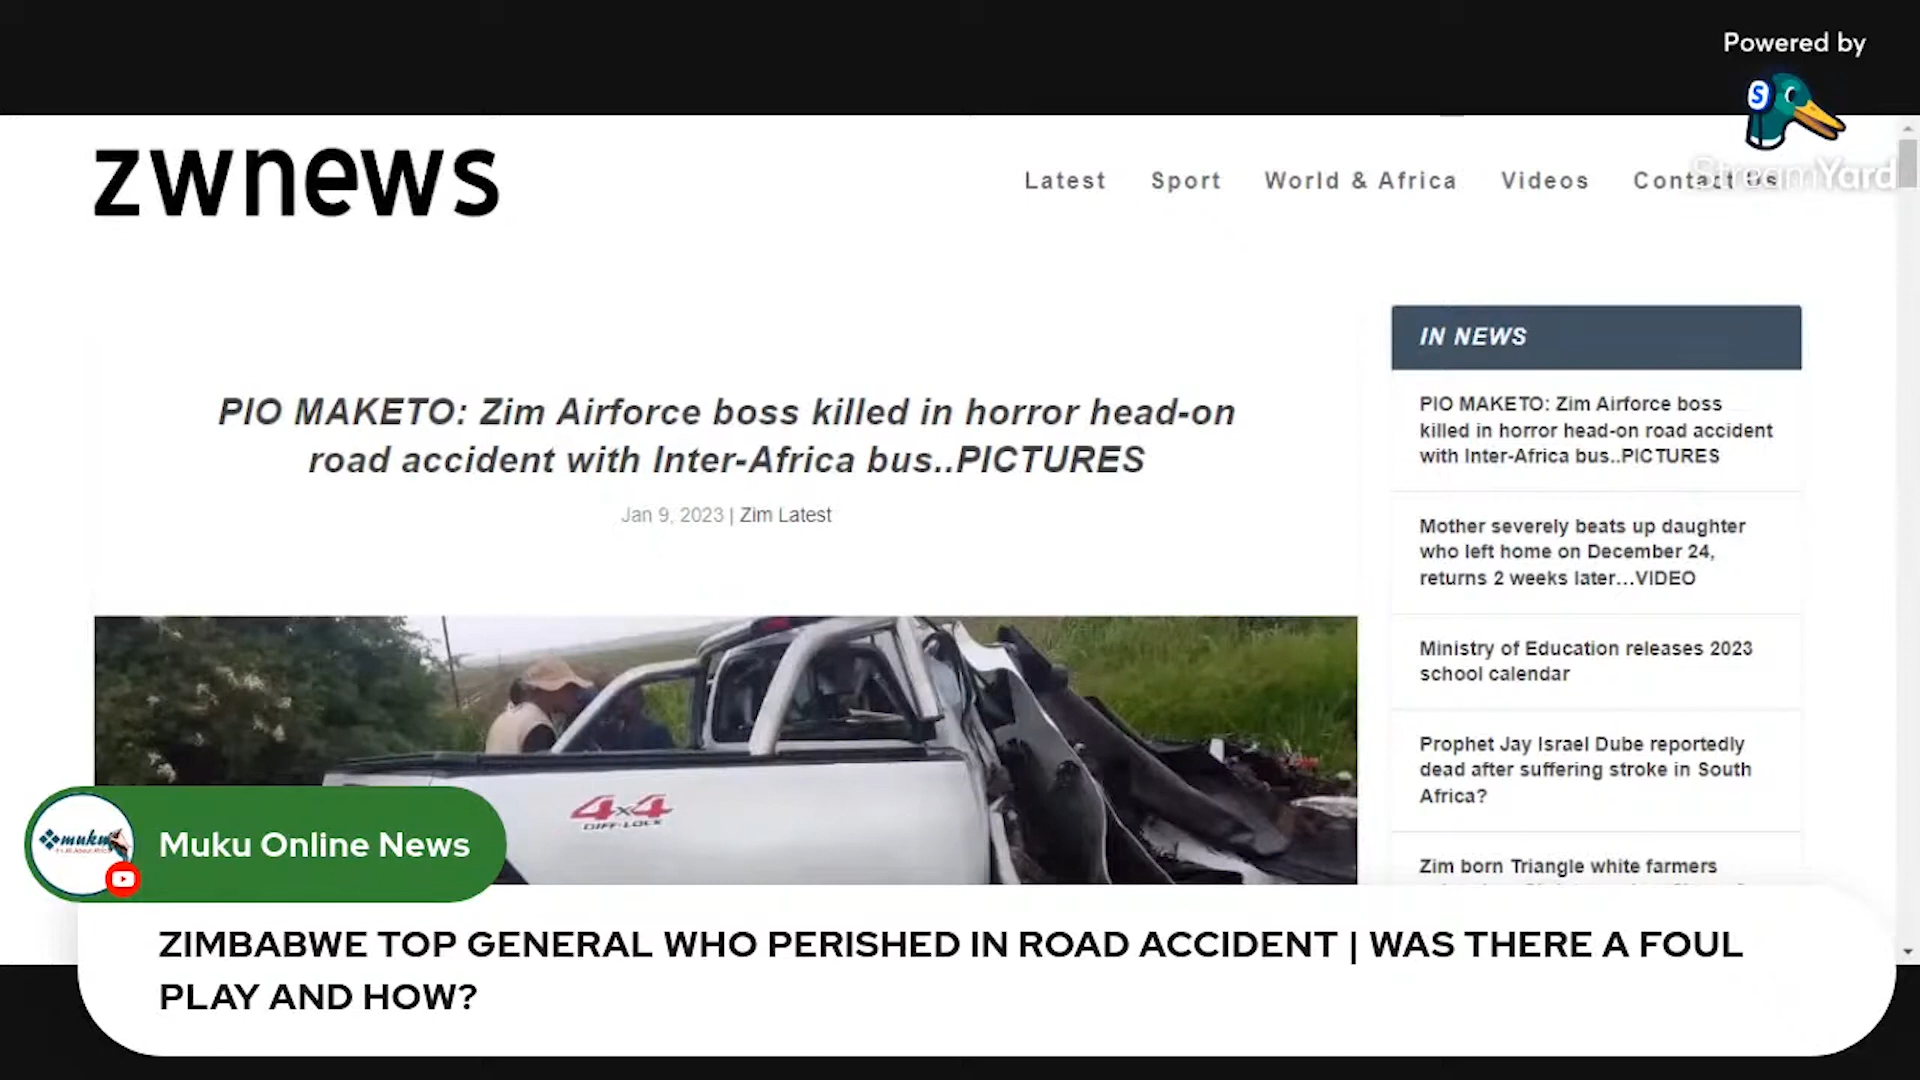 Powered by
StreamYard
zwnews
Latest Sport World & Africa Videos Contact Us
PIO MAKETO: Zim Airforce boss killed in horror head-on
road accident with Inter-Africa bus..PICTURES
Jan 9, 2023 | Zim Latest
IN NEWS
PIO MAKETO: Zim Airforce boss
killed in horror head-on road accident
with Inter-Africa bus..PICTURES
Mother severely beats up daughter
who left home on December 24,
returns 2 weeks later...VIDEO
Ministry of Education releases 2023
school calendar
Prophet Jay Israel Dube reportedly
dead after suffering stroke in South
Africa?
Zim born Triangle white farmers
4x4
DIFF-LOCK
muku
Muku Online News
ZIMBABWE TOP GENERAL WHO PERISHED IN ROAD ACCIDENT | WAS THERE A FOUL
PLAY AND HOW?